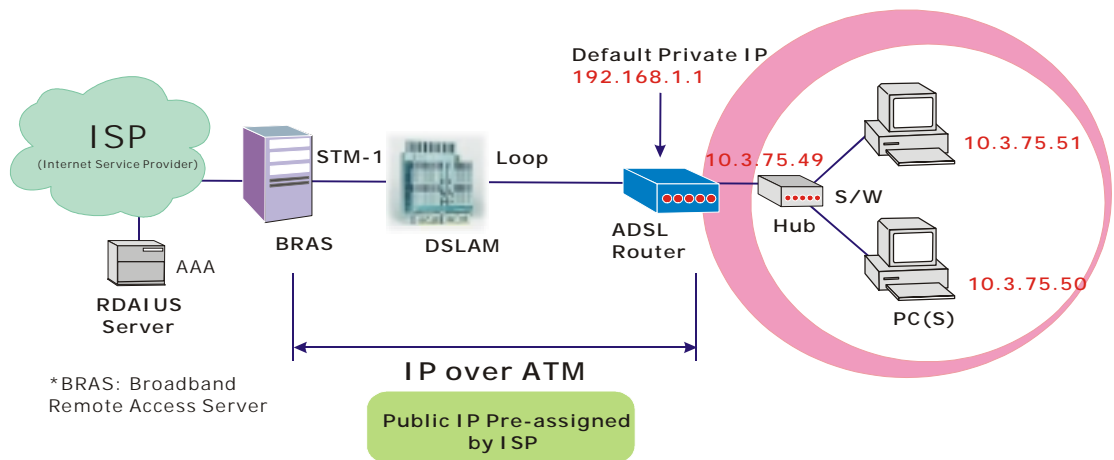 Default Private IP
192.168.1.1
ISP
(Internet Service Provider)
STM-1
Loop
10.3.75.49
10.3.75.51
S/W
Hub
BRAS
DSLAM
ADSL
Router
AAA
RDAIUS
Server
10.3.75.50
PC(S)
IP over ATM
*BRAS: Broadband
Remote Access Server
Public IP Pre-assigned
by ISP